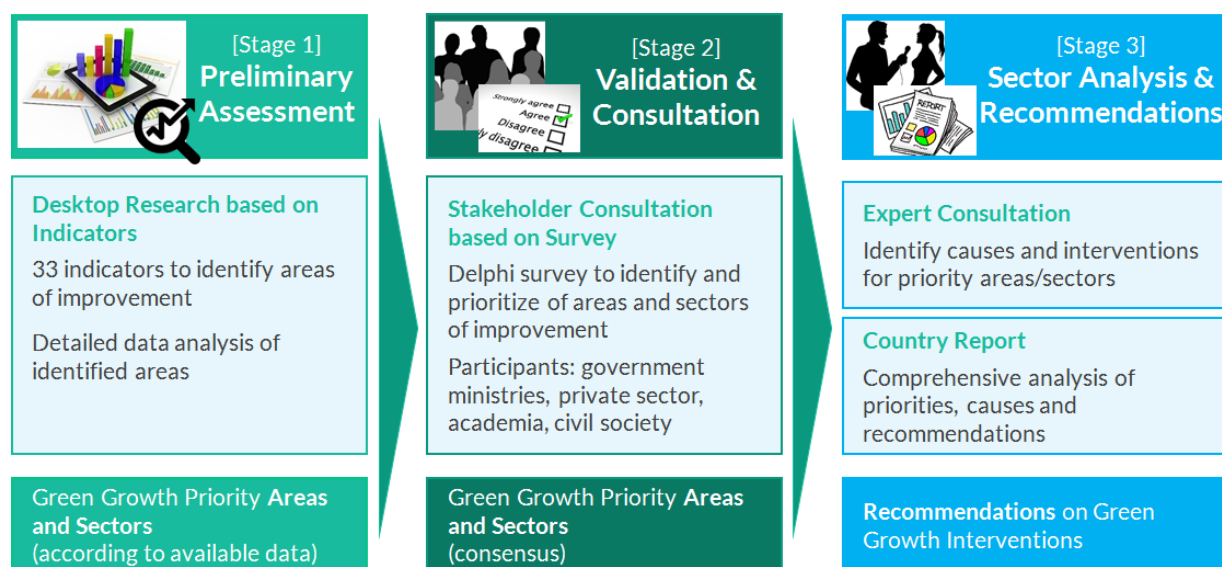 [Stage 1]
Preliminary
Assessment
Desktop Research based on
Indicators
33 indicators to identify areas
of improvement
Detailed data analysis of
identified areas
Green Growth Priority Areas
and Sectors
(according to available data)
[Stage 2]
Validation &
Consultation
Strongly agree
Agree
Disagree
ly disagree
Stakeholder Consultation
based on Survey
Delphi survey to identify and
prioritize of areas and sectors
of improvement
Participants: government
ministries, private sector,
academia, civil society
Green Growth Priority Areas
and Sectors
(consensus)
[Stage 3]
Sector Analysis &
Recommendations
REPORT
Expert Consultation
Identify causes and interventions
for priority areas/sectors
Country Report
Comprehensive analysis of
priorities, causes and
recommendations
Recommendations on Green
Growth Interventions